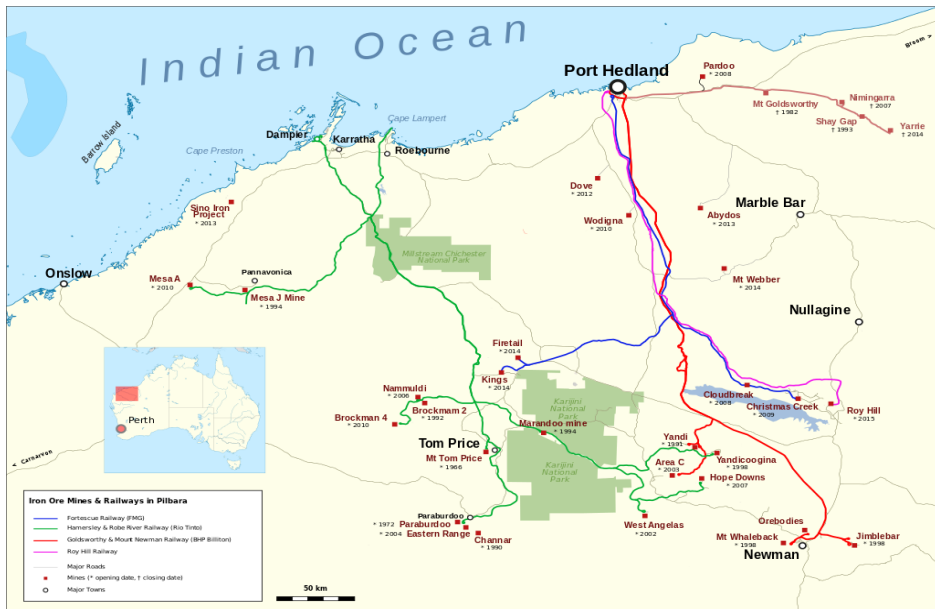 Indian Ocean
Broom >
Port Hedland
Pardoo
* 2008
Mt Goldsworthy
† 1982
Nimingarra
† 2007
Shay Gap
† 1993
Yarrie
† 2014
Barrow Island
Cape Preston
Cape Lampert
Dampier
Karratha
Roebourne
Sino Iron
Project
* 2013
Dove
* 2012
Wodigna
* 2010
Abydos
* 2013
Marble Bar
Millstream Chichester
National Park
Onslow
Mesa A
* 2010
Pannavonica
Mesa J Mine
* 1994
Mt Webber
* 2014
Nullagine
Firetail
* 2014
Kings
* 2014
Perth
Nammuldi
* 2006
Brockman 2
* 1992
Brockman 4
* 2010
Karijini
National
Park
Marandoo mine
* 1994
Cloudbreak
* 2008
Christmas Creek
* 2009
Roy Hill
* 2015
Tom Price
Mt Tom Price
* 1966
Karijini
National
Park
Yandi
* 1991
Yandicoogina
* 1998
Area C
* 2003
Hope Downs
* 2007
< Carnarvon
Paraburdoo
* 1972
Paraburdoo
* 2004
Eastern Range
Channar
* 1990
West Angelas
* 2002
Orebodies
Mt Whaleback
* 1998
Newman
Jimblebar
* 1998
Iron Ore Mines & Railways in Pilbara
Fortescue Railway (FMG)
Hamersley & Robe River Railway (Rio Tinto)
Goldsworthy & Mount Newman Railway (BHP Billiton)
Roy Hill Railway
Major Roads
Mines (* opening date, † closing date)
Major Towns
50 km